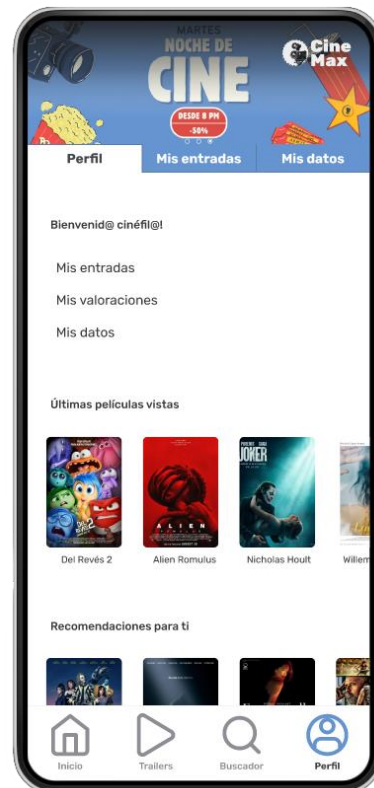 MARTES
NOCHE DE
CINE
DESDE 8 PM
-50%
Cine
Max
Perfil
Mis entradas
Mis datos
Bienvenid@ cinéfil@!
Mis entradas
Mis valoraciones
Mis datos
Últimas películas vistas
JOKER
ALIEN
Del Revés 2
Alien Romulus
Nicholas Hoult
Willem
Recomendaciones para ti
Inicio
Trailers
Buscador
Perfil